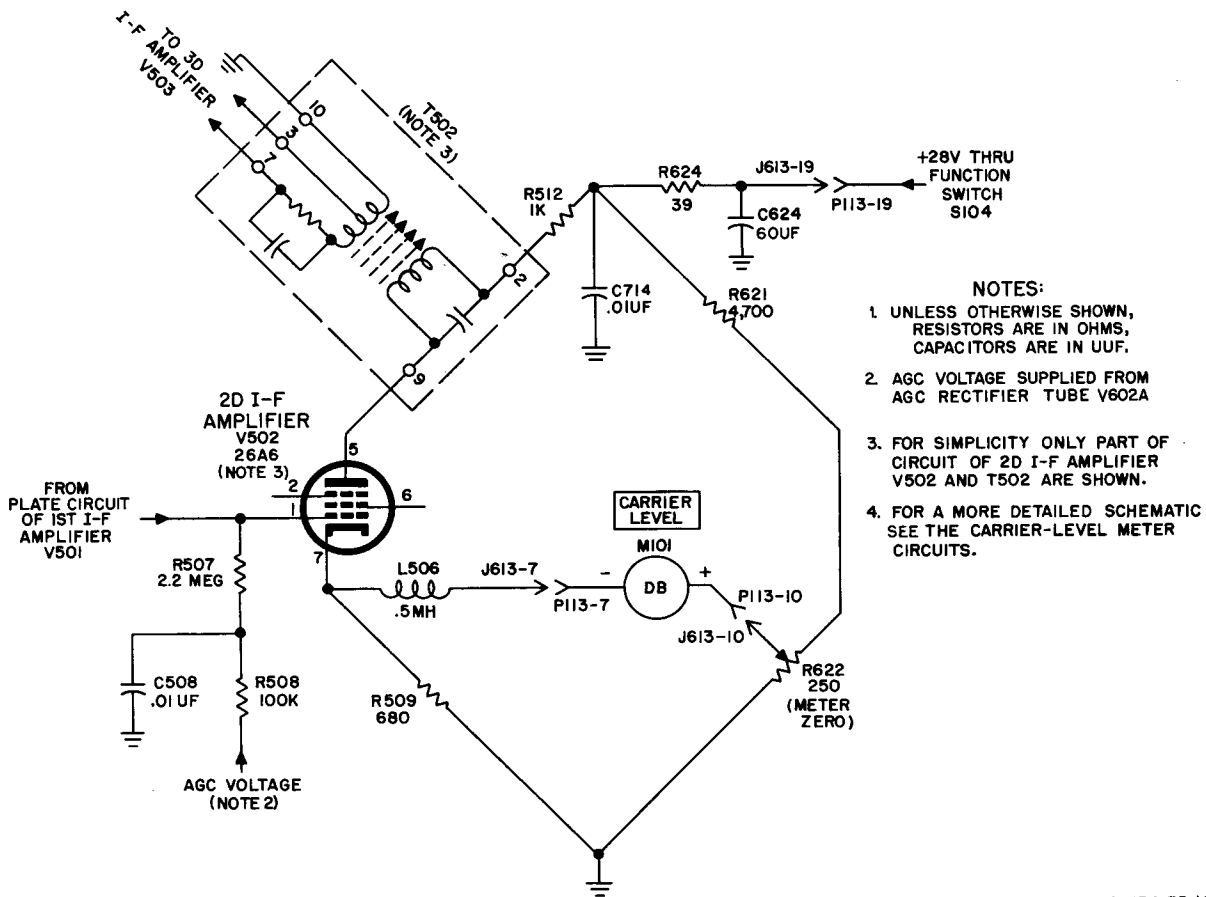 TO 3D
I-F AMPLIFIER
V503
10
3
7
T502
(NOTE 3)
2
9
R512
1K
R624
39
J613-19
P113-19
+28V THRU
FUNCTION
SWITCH
S104
C624
60UF
C714
.01UF
R621
4,700
NOTES:
1. UNLESS OTHERWISE SHOWN,
RESISTORS ARE IN OHMS,
CAPACITORS ARE IN UUF.
2. AGC VOLTAGE SUPPLIED FROM
AGC RECTIFIER TUBE V602A
3. FOR SIMPLICITY ONLY PART OF
CIRCUIT OF 2D I-F AMPLIFIER
V502 AND T502 ARE SHOWN.
4. FOR A MORE DETAILED SCHEMATIC
SEE THE CARRIER-LEVEL METER
CIRCUITS.
2D I-F
AMPLIFIER
V502
26A6
(NOTE 3)
5
2
1
6
7
FROM
PLATE CIRCUIT
OF 1ST I-F
AMPLIFIER
V501
R507
2.2 MEG
C508
.01 UF
R508
100K
AGC VOLTAGE
(NOTE 2)
L506
.5MH
J613-7
P113-7
CARRIER
LEVEL
M101
-
DB
+
P113-10
J613-10
R622
250
(METER
ZERO)
R509
680